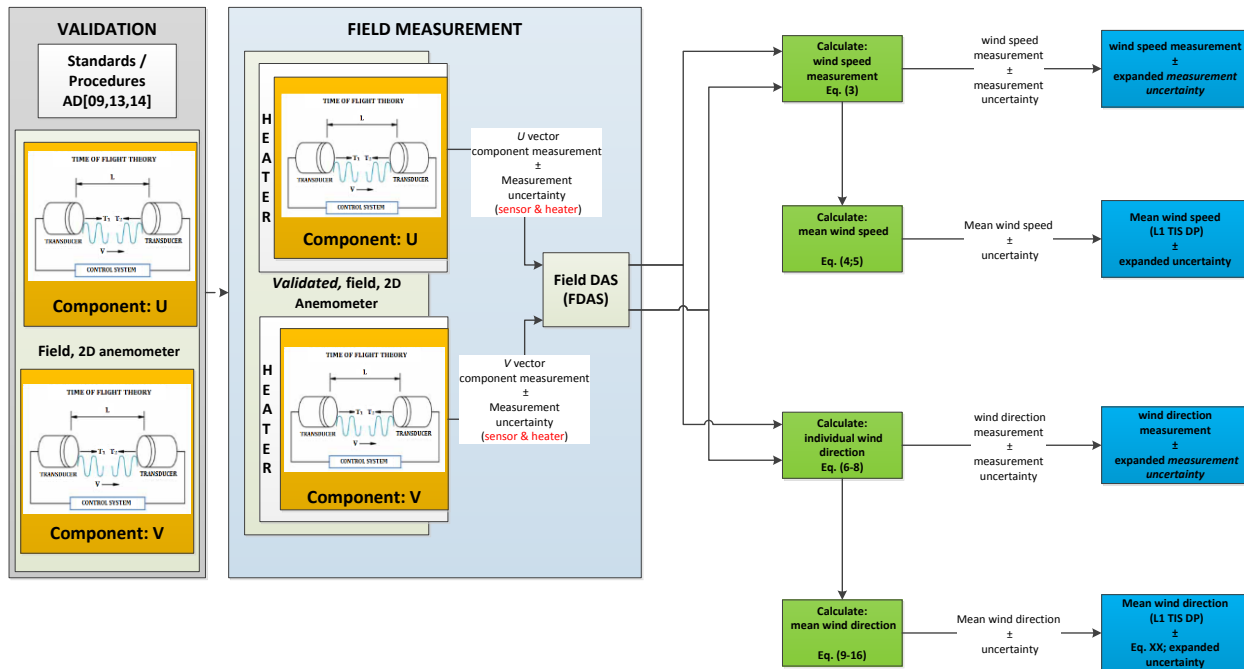 VALIDATION
Standards /
Procedures
AD[09,13,14]
TIME OF FLIGHT THEORY
L
T₁ T₂
TRANSDUCER
TRANSDUCER
V
CONTROL SYSTEM
Component: U
Field, 2D anemometer
TIME OF FLIGHT THEORY
L
T₁ T₂
TRANSDUCER
TRANSDUCER
V
CONTROL SYSTEM
Component: V
FIELD MEASUREMENT
HEATER
TIME OF FLIGHT THEORY
L
T₁ T₂
TRANSDUCER
TRANSDUCER
V
CONTROL SYSTEM
Component: U
Validated, field, 2D
Anemometer
HEATER
TIME OF FLIGHT THEORY
L
T₁ T₂
TRANSDUCER
TRANSDUCER
V
CONTROL SYSTEM
Component: V
U vector
component measurement
±
Measurement
uncertainty
(sensor & heater)
V vector
component measurement
±
Measurement
uncertainty
(sensor & heater)
Field DAS
(FDAS)
Calculate:
wind speed
measurement
Eq. (3)
wind speed
measurement
±
measurement
uncertainty
wind speed measurement
±
expanded measurement
uncertainty
Calculate:
mean wind speed
Eq. (4;5)
Mean wind speed
±
uncertainty
Mean wind speed
(L1 TIS DP)
±
expanded uncertainty
Calculate:
individual wind
direction
Eq. (6-8)
wind direction
measurement
±
measurement
uncertainty
wind direction
measurement
±
expanded measurement
uncertainty
Calculate:
mean wind direction
Eq. (9-16)
Mean wind direction
±
uncertainty
Mean wind direction
(L1 TIS DP)
±
Eq. XX; expanded
uncertainty